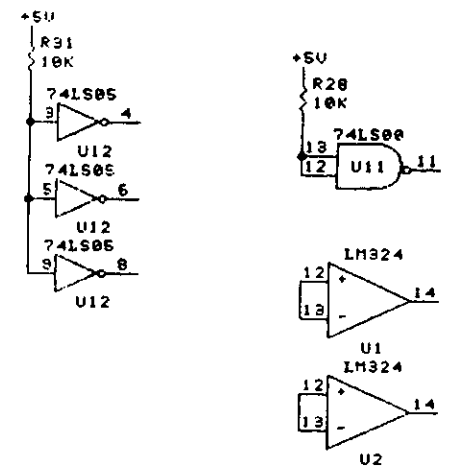 +5V
R31
10K
74LS05
3 4
U12
74LS05
5 6
U12
74LS05
9 8
U12
+5V
R28
10K
74LS00
13
12 U11 11
LM324
12 +
14
13 -
U1
LM324
12 +
14
13 -
U2